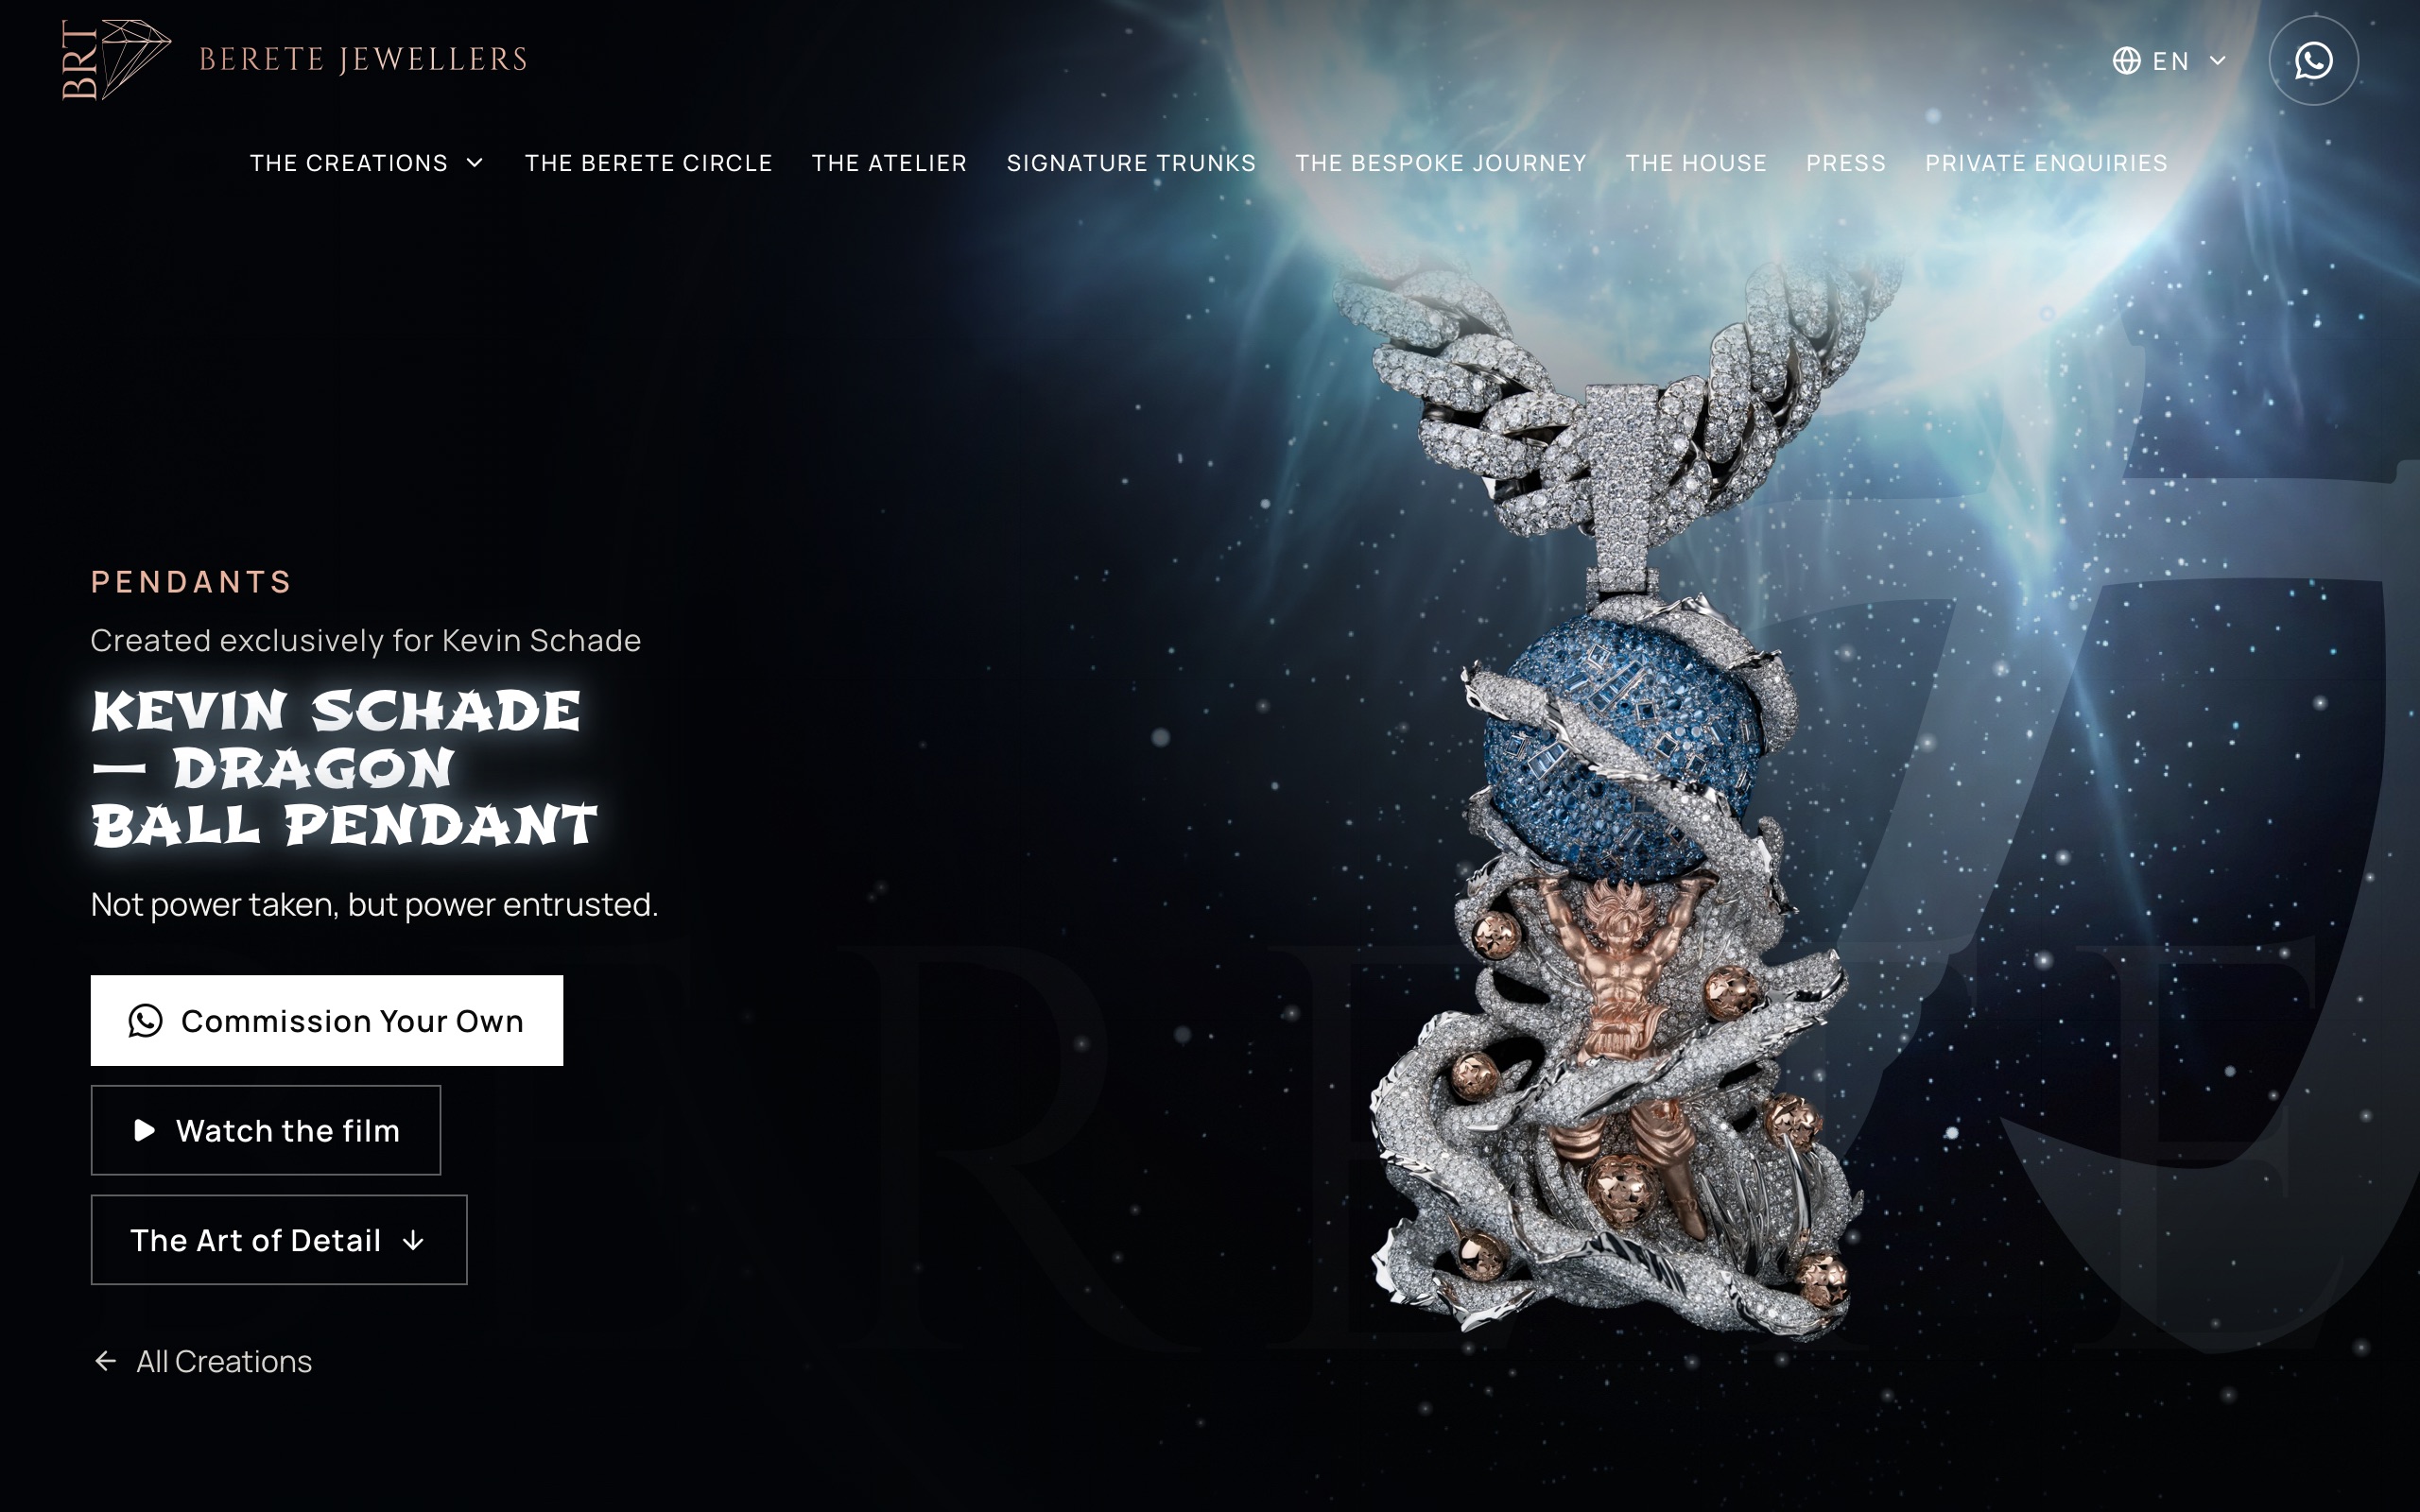 BRT
BERETE JEWELLERS
EN
THE CREATIONS THE BERETE CIRCLE THE ATELIER SIGNATURE TRUNKS THE BESPOKE JOURNEY THE HOUSE PRESS PRIVATE ENQUIRIES
PENDANTS
Created exclusively for Kevin Schade
KEVIN SCHADE
— DRAGON
BALL PENDANT
Not power taken, but power entrusted.
Commission Your Own
Watch the film
The Art of Detail
All Creations
BERETE
7